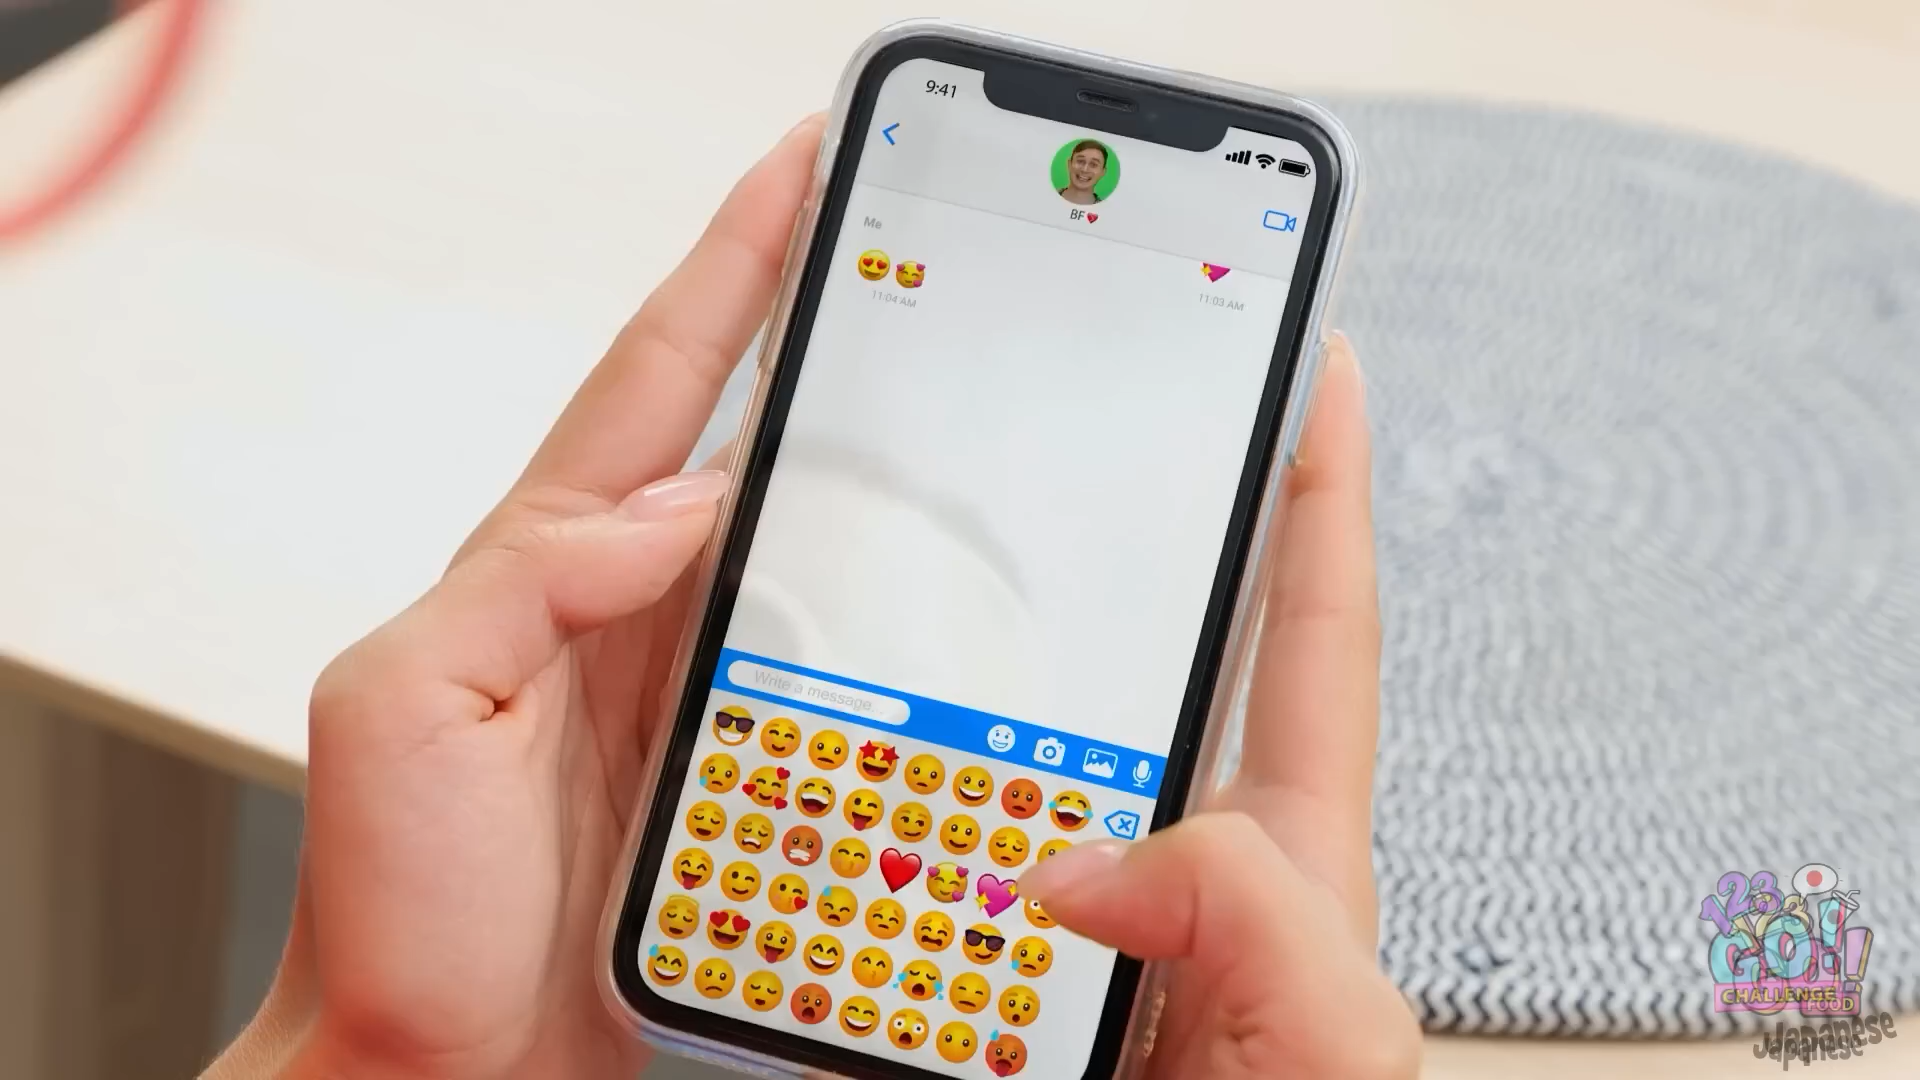 9:41
BF
Me
11:04 AM
11:03 AM
Write a message...
123
GO!
CHALLENGE
FOOD
Japanese